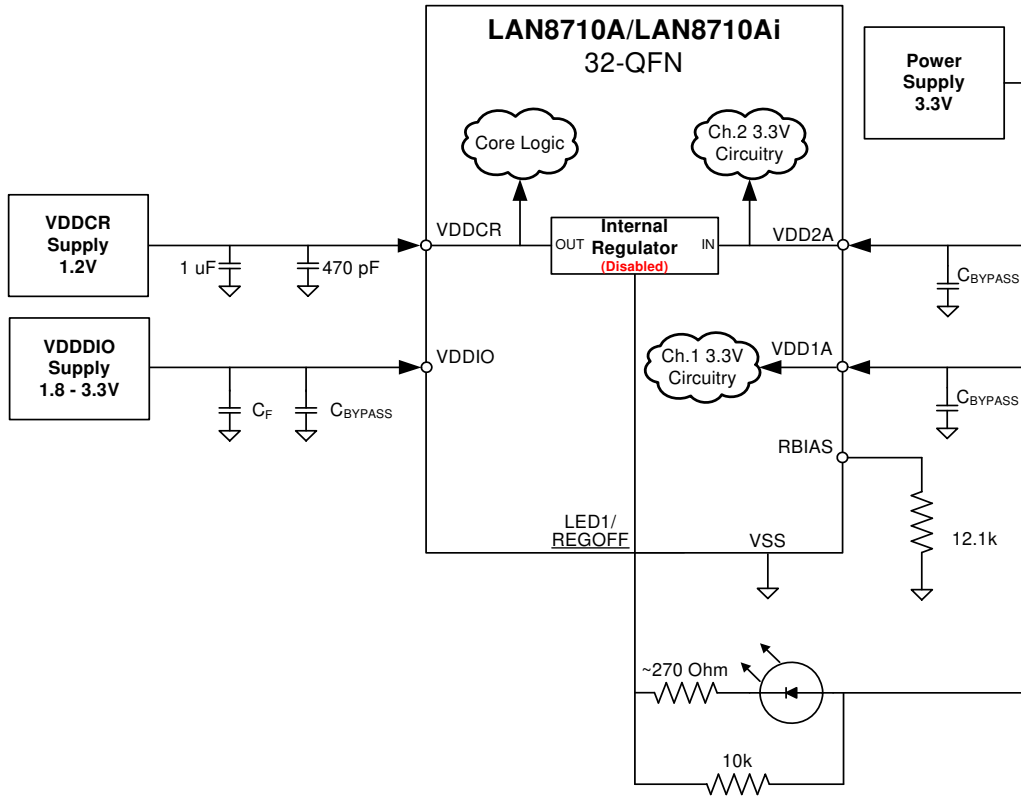 LAN8710A/LAN8710Ai
32-QFN
Power
Supply
3.3V
Core Logic
Ch.2 3.3V
Circuitry
VDDCR
Supply
1.2V
VDDCR
OUT
Internal
Regulator
(Disabled)
IN
VDD2A
1 uF
470 pF
CBYPASS
VDDDIO
Supply
1.8 - 3.3V
VDDIO
Ch.1 3.3V
Circuitry
VDD1A
CF
CBYPASS
CBYPASS
RBIAS
12.1k
LED1/
REGOFF
VSS
~270 Ohm
10k